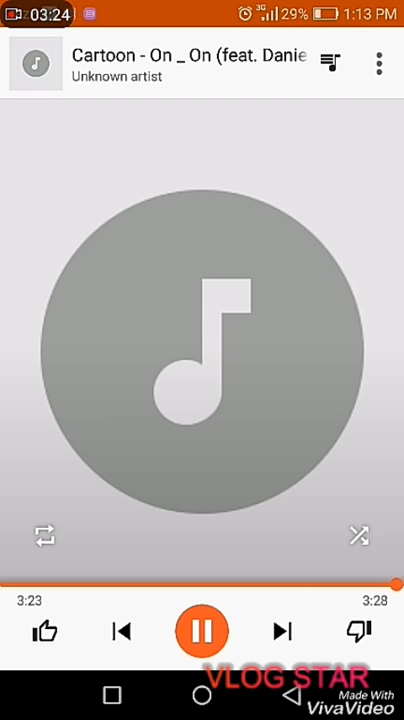 03:24
3G 29% 1:13 PM
Cartoon - On _ On (feat. Danie
Unknown artist
3:23
3:28
VLOG STAR
Made With
VivaVideo